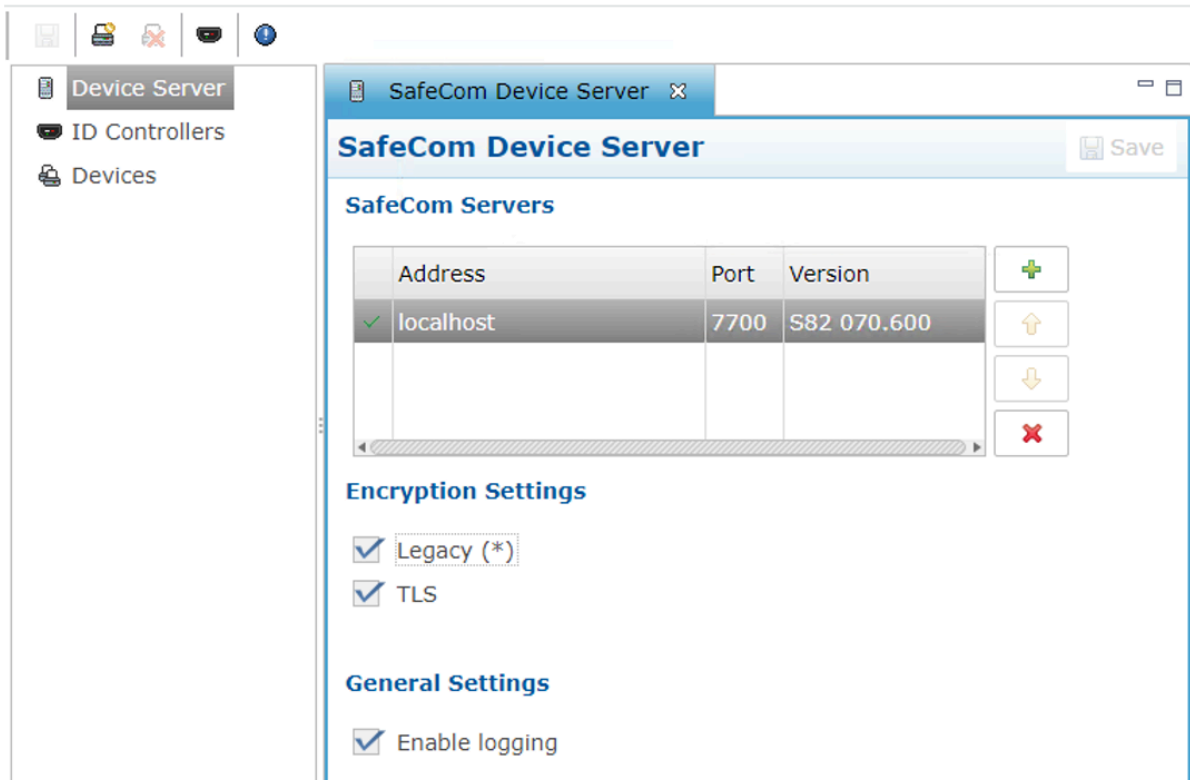 Device Server
ID Controllers
Devices
SafeCom Device Server
SafeCom Device Server
Save
SafeCom Servers
Address Port Version
localhost 7700 S82 070.600
Encryption Settings
Legacy (*)
TLS
General Settings
Enable logging